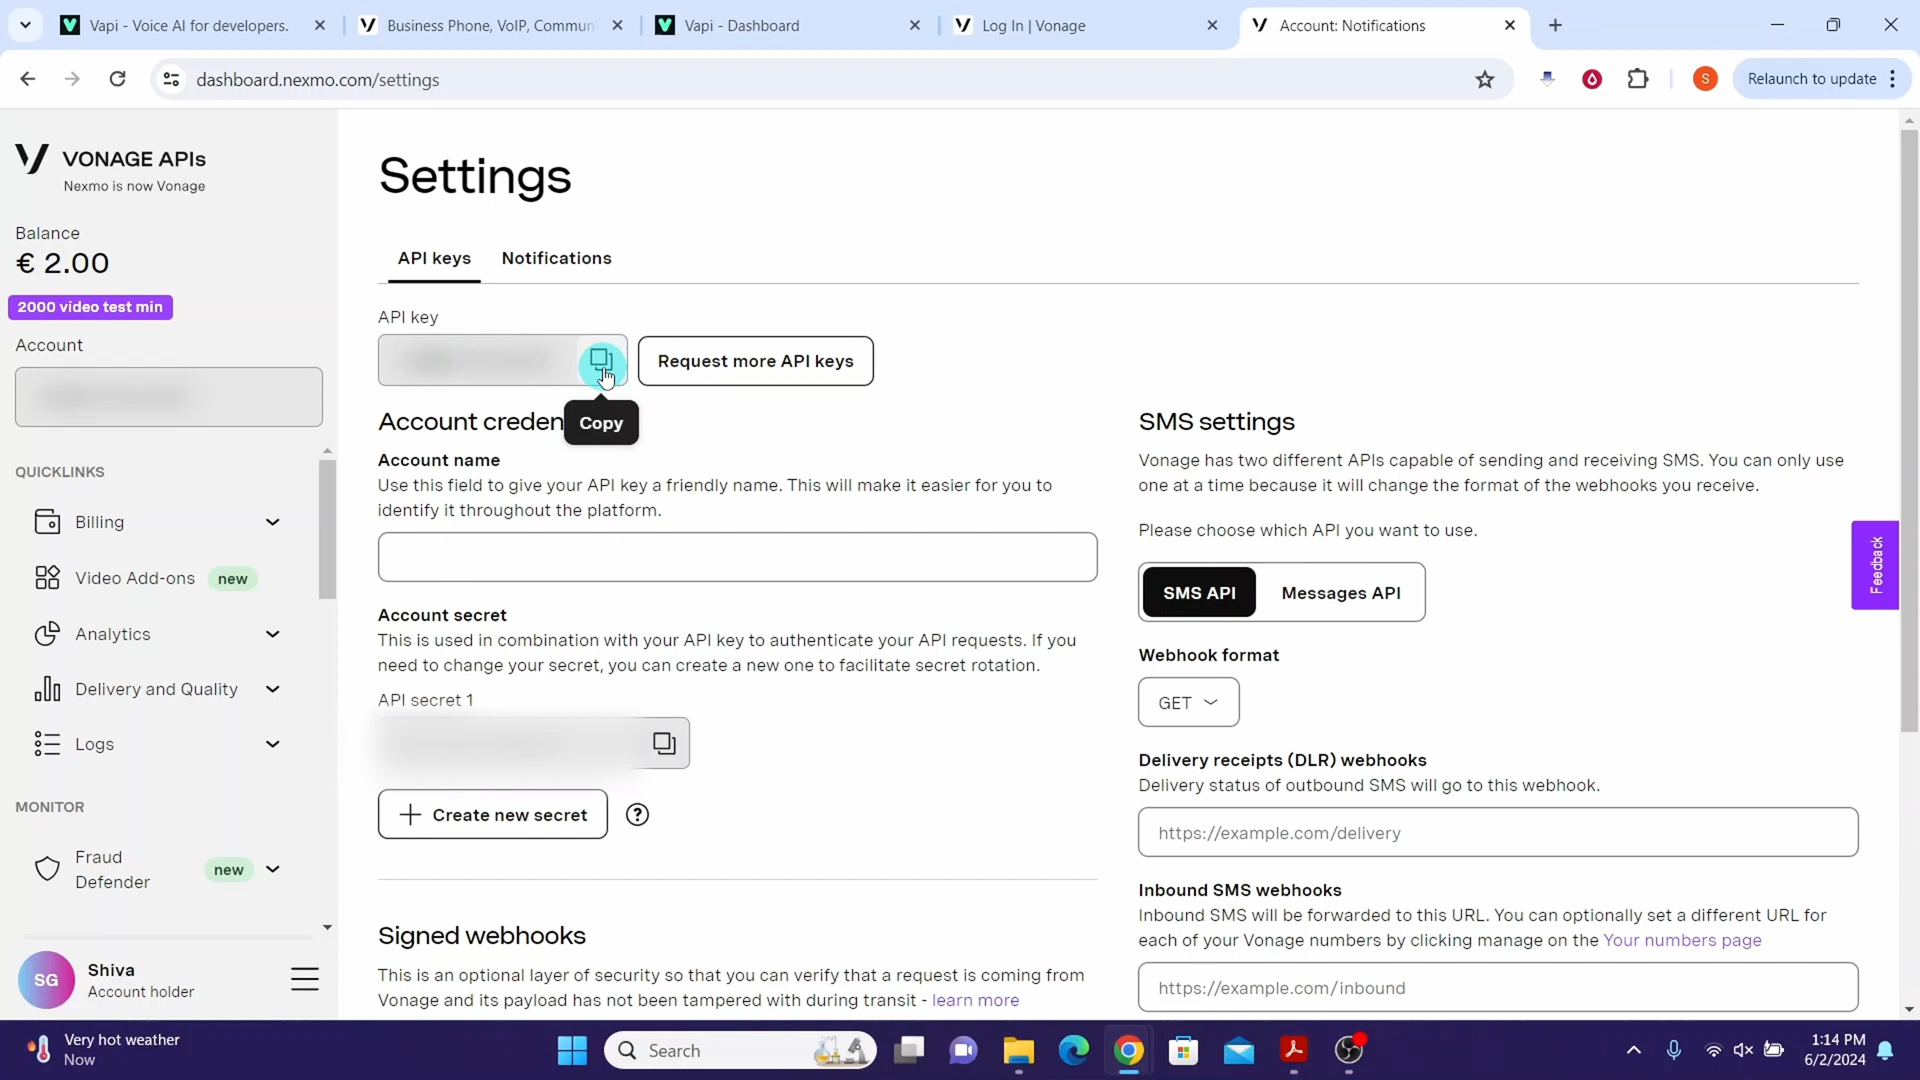 Vapi - Voice AI for developers.
Business Phone, VoIP, Commun
Vapi - Dashboard
Log In | Vonage
Account: Notifications
dashboard.nexmo.com/settings
S
Relaunch to update
VONAGE APIs
Nexmo is now Vonage
Balance
€ 2.00
2000 video test min
Account
QUICKLINKS
Billing
Video Add-ons new
Analytics
Delivery and Quality
Logs
MONITOR
Fraud
Defender
new
SG
Shiva
Account holder
Settings
API keys
Notifications
API key
Request more API keys
Copy
Account creden
Account name
Use this field to give your API key a friendly name. This will make it easier for you to
identify it throughout the platform.
Account secret
This is used in combination with your API key to authenticate your API requests. If you
need to change your secret, you can create a new one to facilitate secret rotation.
API secret 1
Create new secret
Signed webhooks
This is an optional layer of security so that you can verify that a request is coming from
Vonage and its payload has not been tampered with during transit - learn more
SMS settings
Vonage has two different APIs capable of sending and receiving SMS. You can only use
one at a time because it will change the format of the webhooks you receive.
Please choose which API you want to use.
SMS API
Messages API
Webhook format
GET
Delivery receipts (DLR) webhooks
Delivery status of outbound SMS will go to this webhook.
https://example.com/delivery
Inbound SMS webhooks
Inbound SMS will be forwarded to this URL. You can optionally set a different URL for
each of your Vonage numbers by clicking manage on the Your numbers page
https://example.com/inbound
Feedback
Very hot weather
Now
Search
1:14 PM
6/2/2024